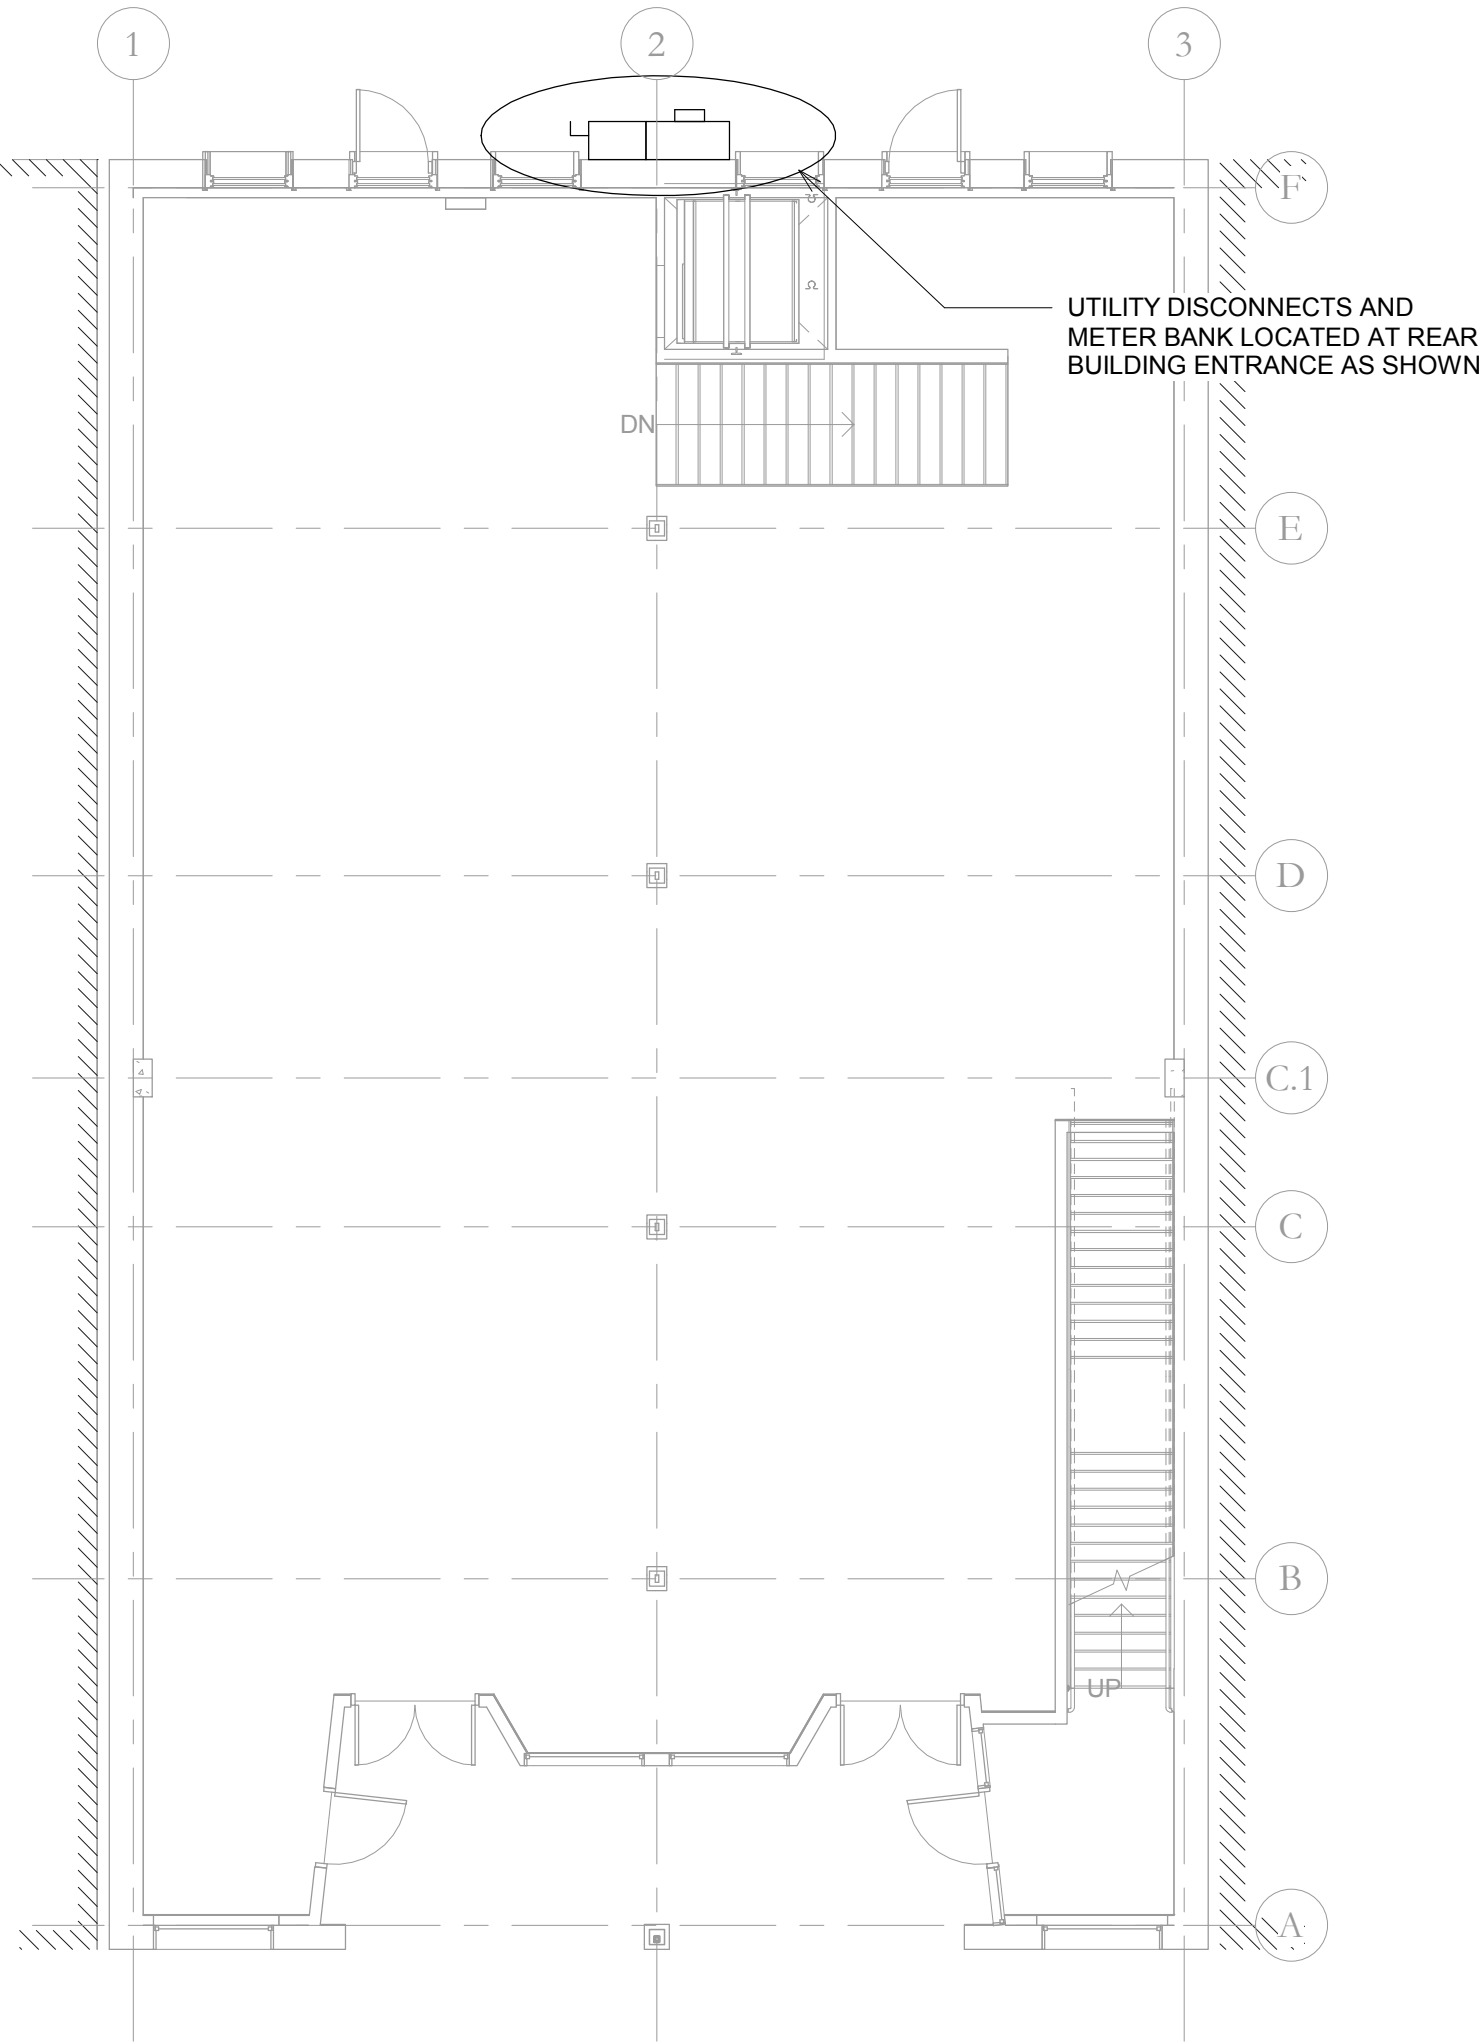 1
2
3
F
UTILITY DISCONNECTS AND
METER BANK LOCATED AT REAR
BUILDING ENTRANCE AS SHOWN
DN
E
D
C.1
C
B
UP
A